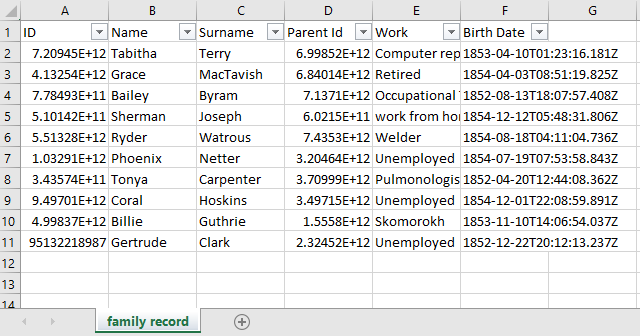 A B C D E F G
1 ID Name Surname Parent Id Work Birth Date
2 7.20945E+12 Tabitha Terry 6.99852E+12 Computer rep 1853-04-10T01:23:16.181Z
3 4.13254E+12 Grace MacTavish 6.84014E+12 Retired 1854-04-03T08:51:19.825Z
4 7.78493E+11 Bailey Byram 7.1371E+12 Occupational 1852-08-13T18:07:57.408Z
5 5.10142E+11 Sherman Joseph 6.0215E+11 work from hor 1854-12-12T05:48:31.806Z
6 5.51328E+12 Ryder Watrous 7.4353E+12 Welder 1854-08-18T04:11:04.736Z
7 1.03291E+12 Phoenix Netter 3.20464E+12 Unemployed 1854-07-19T07:53:58.843Z
8 3.43574E+11 Tonya Carpenter 3.70999E+12 Pulmonologis 1852-04-20T12:44:08.362Z
9 9.49701E+12 Coral Hoskins 3.49715E+12 Unemployed 1854-12-01T22:08:59.891Z
10 4.99837E+12 Billie Guthrie 1.5558E+12 Skomorokh 1853-11-10T14:06:54.037Z
11 95132218987 Gertrude Clark 2.32452E+12 Unemployed 1852-12-22T20:12:13.237Z
12
13
14
family record